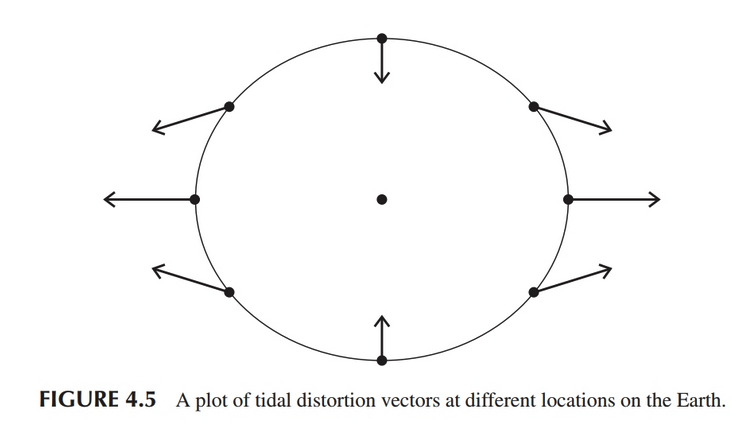 FIGURE 4.5 A plot of tidal distortion vectors at different locations on the Earth.